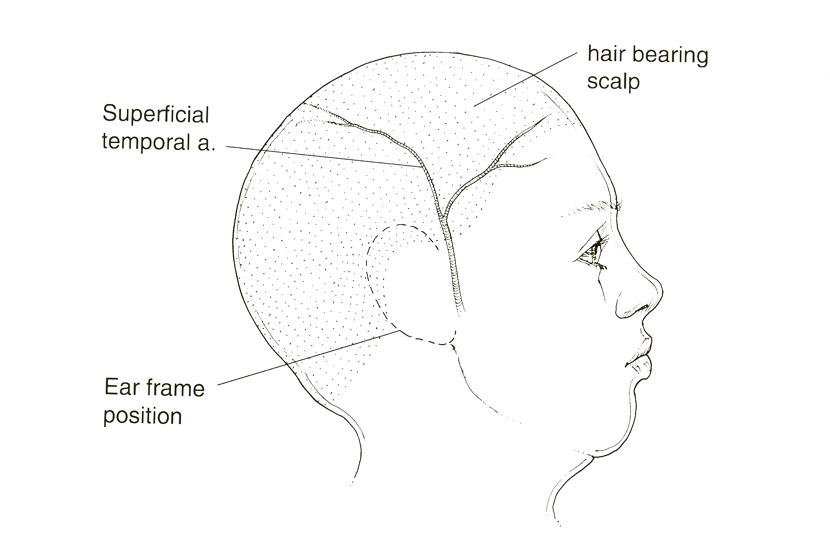 hair bearing
scalp
Superficial
temporal a.
Ear frame
position